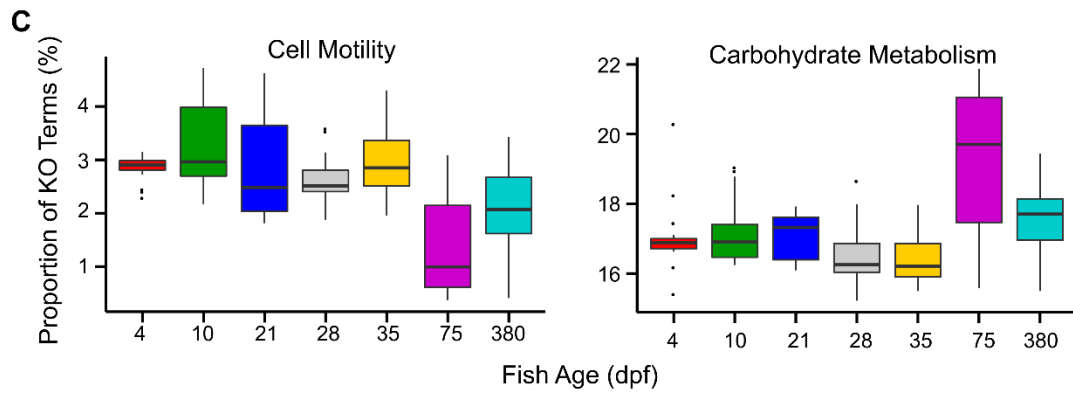 C
Cell Motility
Carbohydrate Metabolism
Proportion of KO Terms (%)
4
3
2
1
22
20
18
16
4 10 21 28 35 75 380
4 10 21 28 35 75 380
Fish Age (dpf)